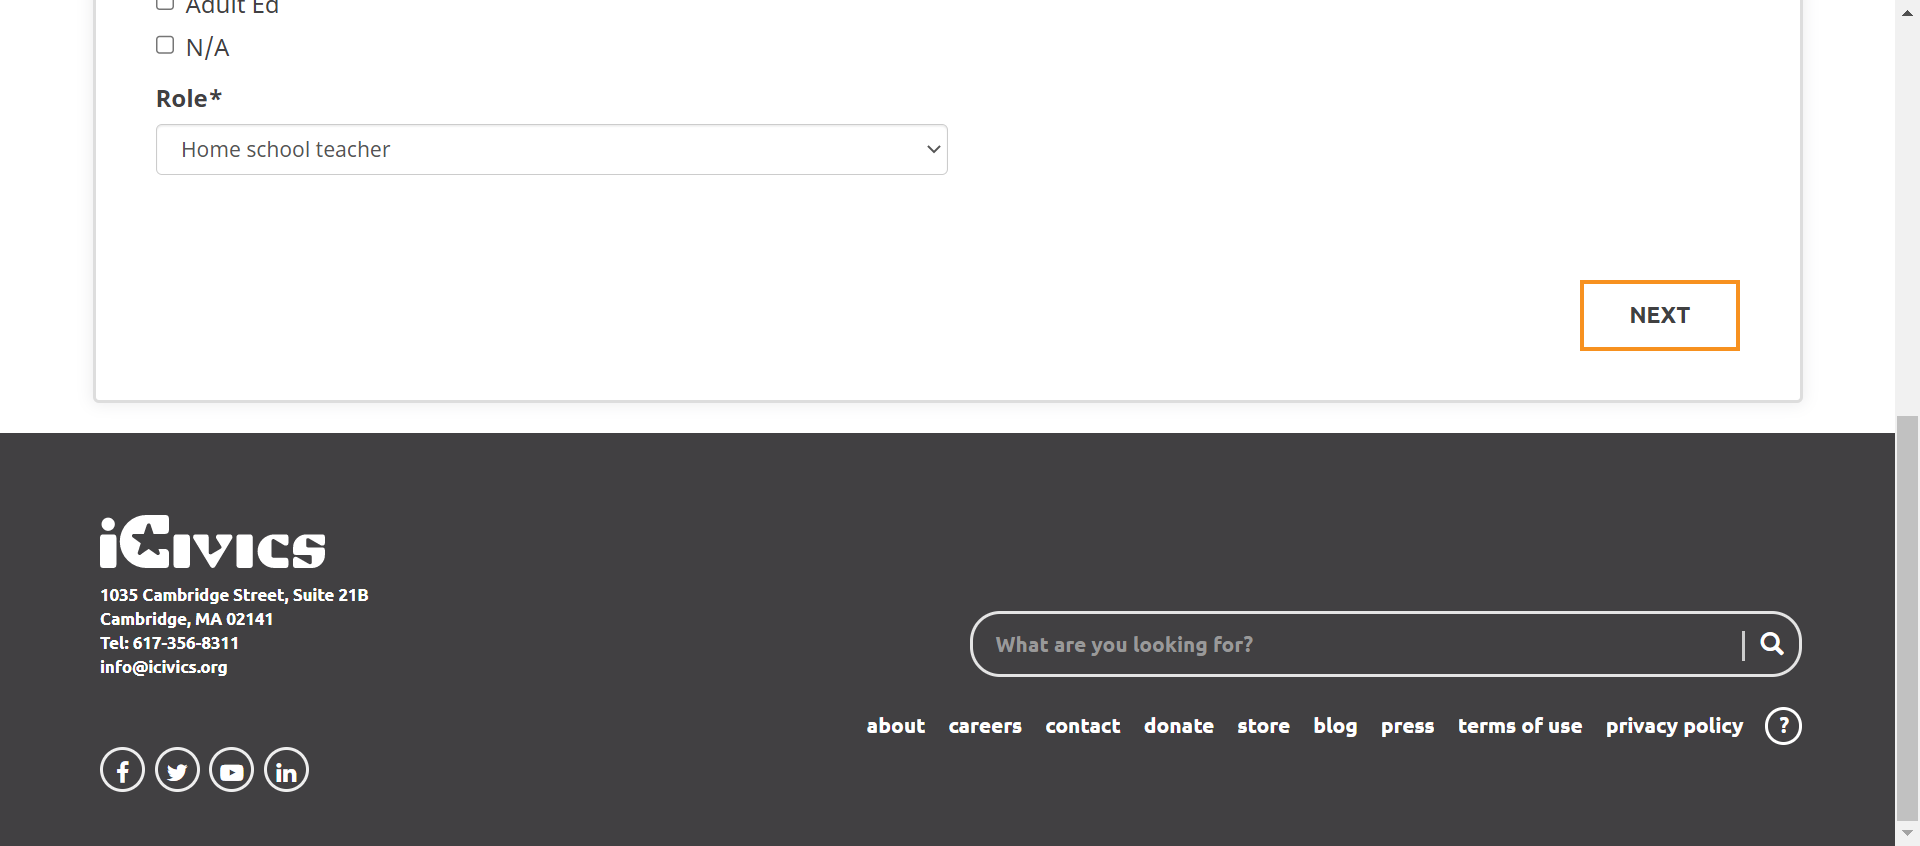 Adult Ed
N/A
Role*
Home school teacher
NEXT
iCivics
1035 Cambridge Street, Suite 21B
Cambridge, MA 02141
Tel: 617-356-8311
info@icivics.org
What are you looking for?
about careers contact donate store blog press terms of use privacy policy ?
f in